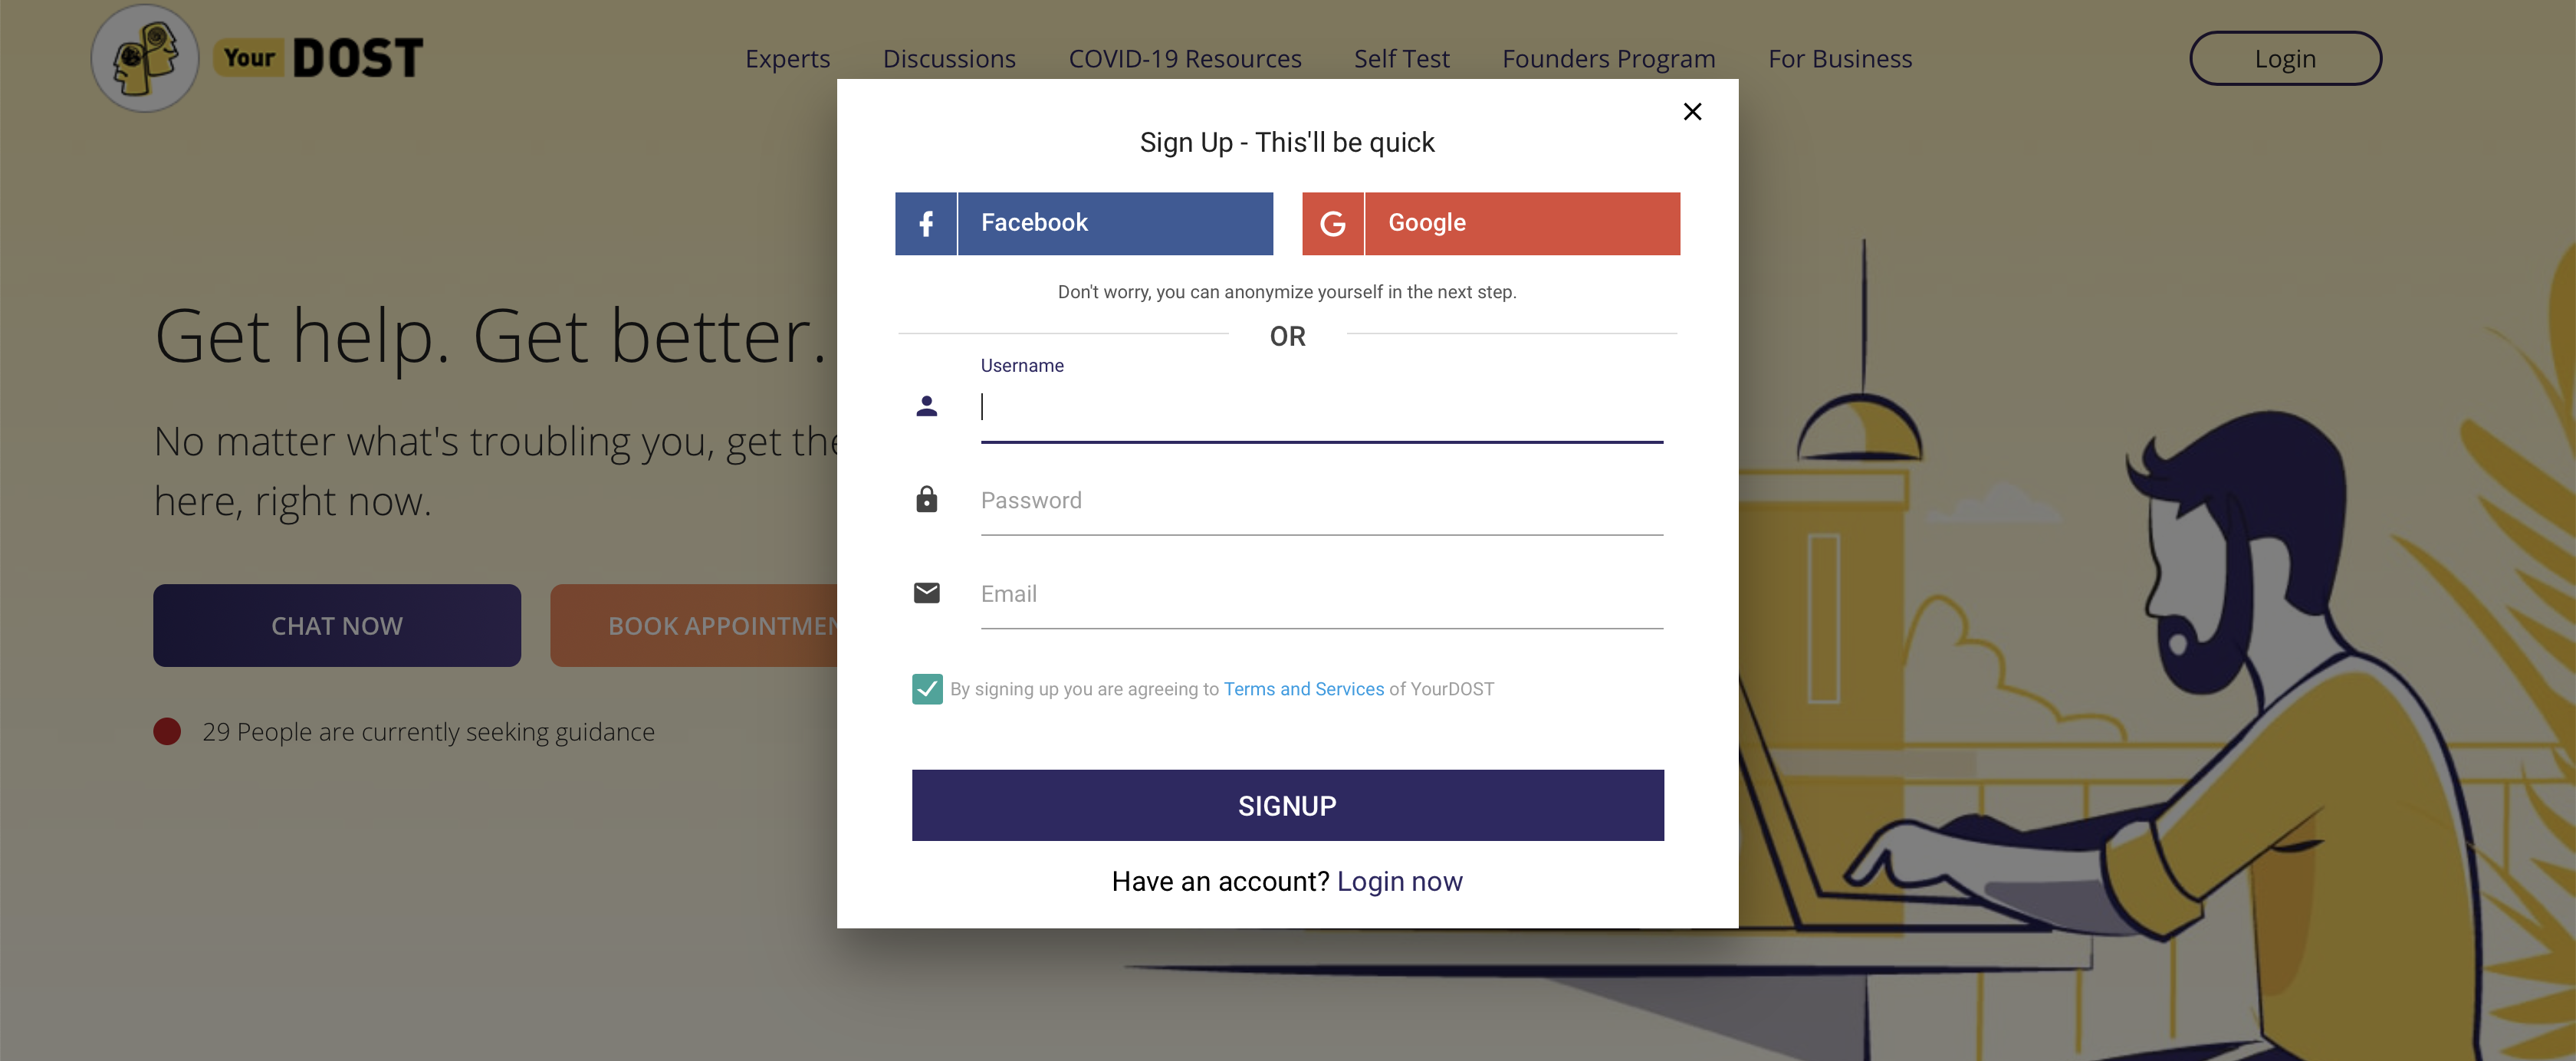 Your DOST
Experts
Discussions
COVID-19 Resources
Self Test
Founders Program
For Business
Login
Get help. Get better.
No matter what's troubling you, get the
here, right now.
CHAT NOW
BOOK APPOINTMEN
29 People are currently seeking guidance
Sign Up - This'll be quick
Facebook
G Google
Don't worry, you can anonymize yourself in the next step.
OR
Username
Password
Email
By signing up you are agreeing to Terms and Services of YourDOST
SIGNUP
Have an account? Login now